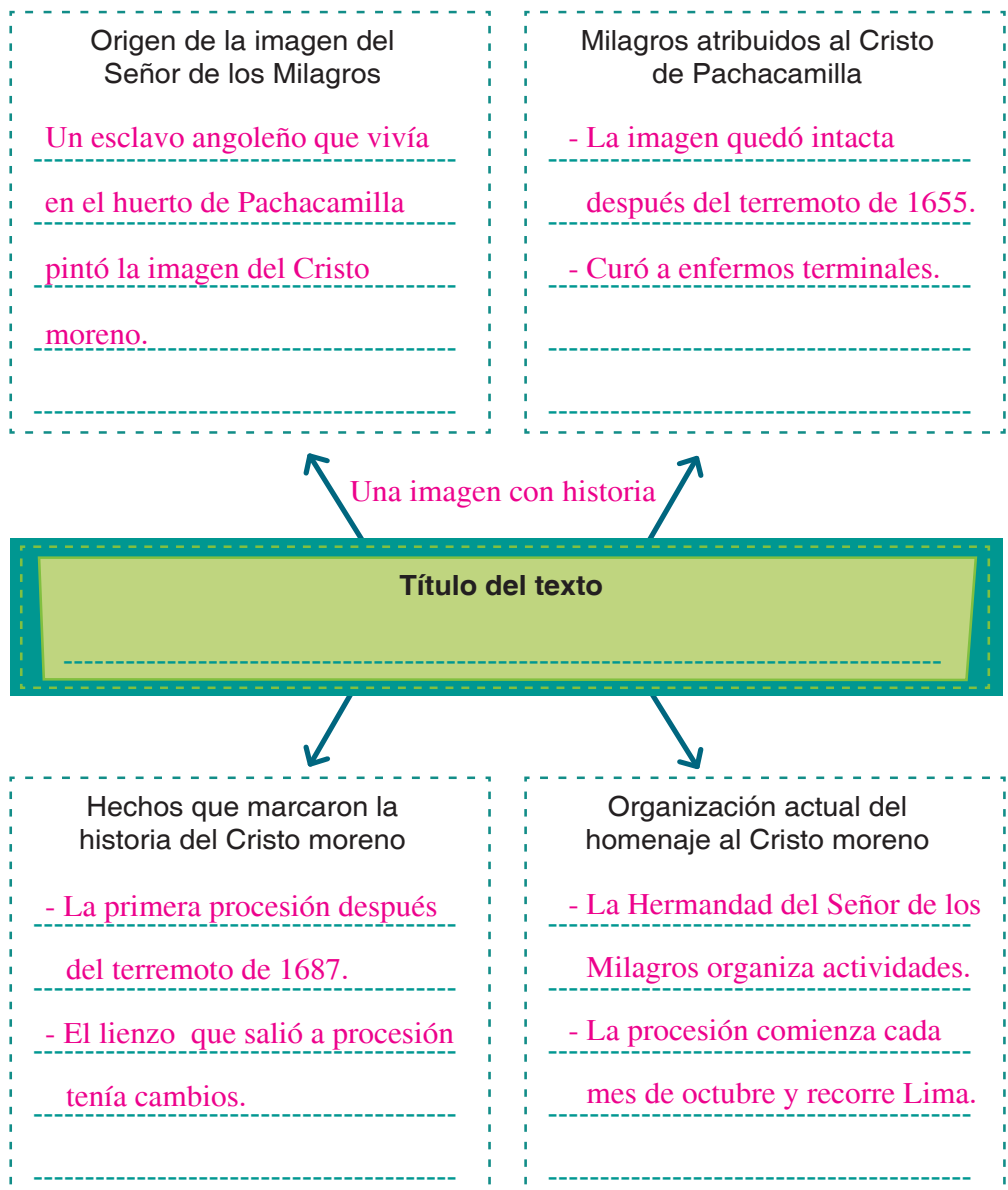 Origen de la imagen del
Señor de los Milagros
Un esclavo angoleño que vivía
en el huerto de Pachacamilla
pintó la imagen del Cristo
moreno.
Milagros atribuidos al Cristo
de Pachacamilla
- La imagen quedó intacta
después del terremoto de 1655.
- Curó a enfermos terminales.
Una imagen con historia
Título del texto
Hechos que marcaron la
historia del Cristo moreno
- La primera procesión después
del terremoto de 1687.
- El lienzo que salió a procesión
tenía cambios.
Organización actual del
homenaje al Cristo moreno
- La Hermandad del Señor de los
Milagros organiza actividades.
- La procesión comienza cada
mes de octubre y recorre Lima.